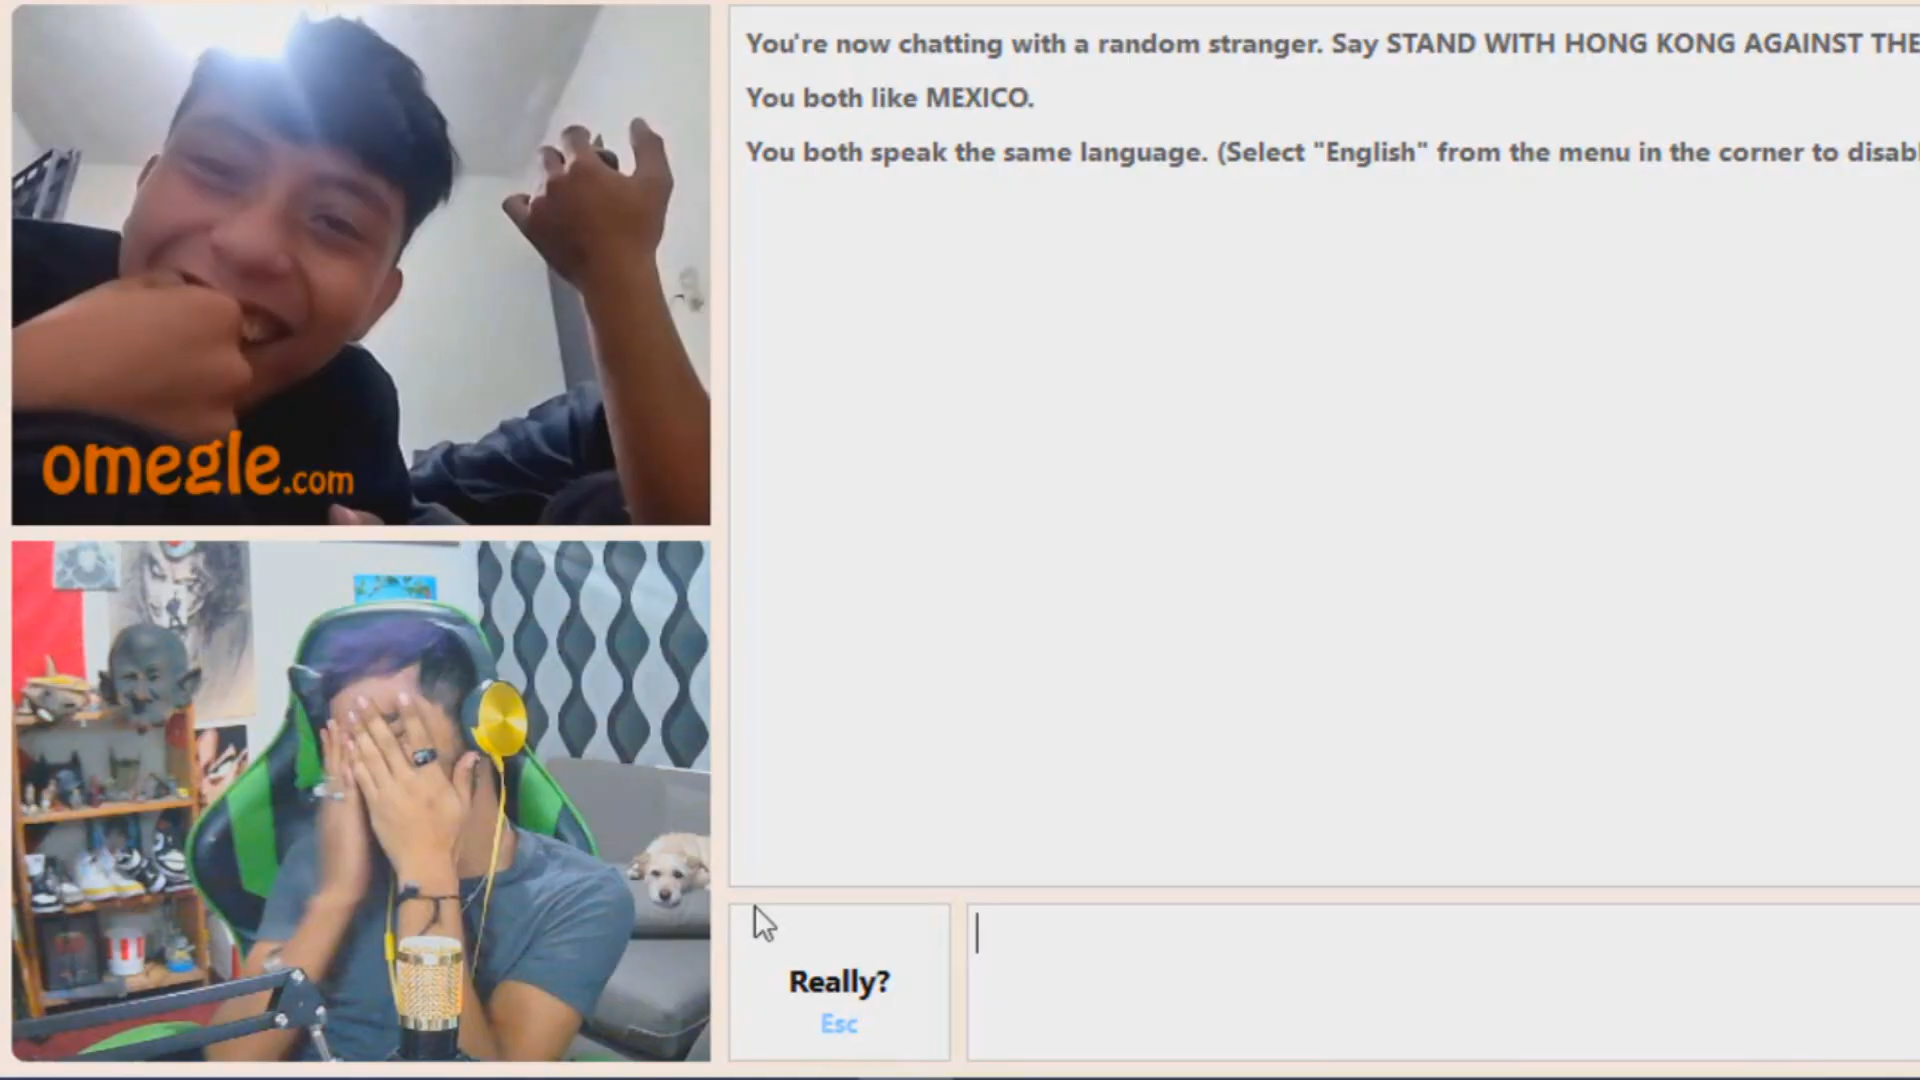 You're now chatting with a random stranger. Say STAND WITH HONG KONG AGAINST THE
You both like MEXICO.
You both speak the same language. (Select "English" from the menu in the corner to disabl
omegle.com
Really?
Esc